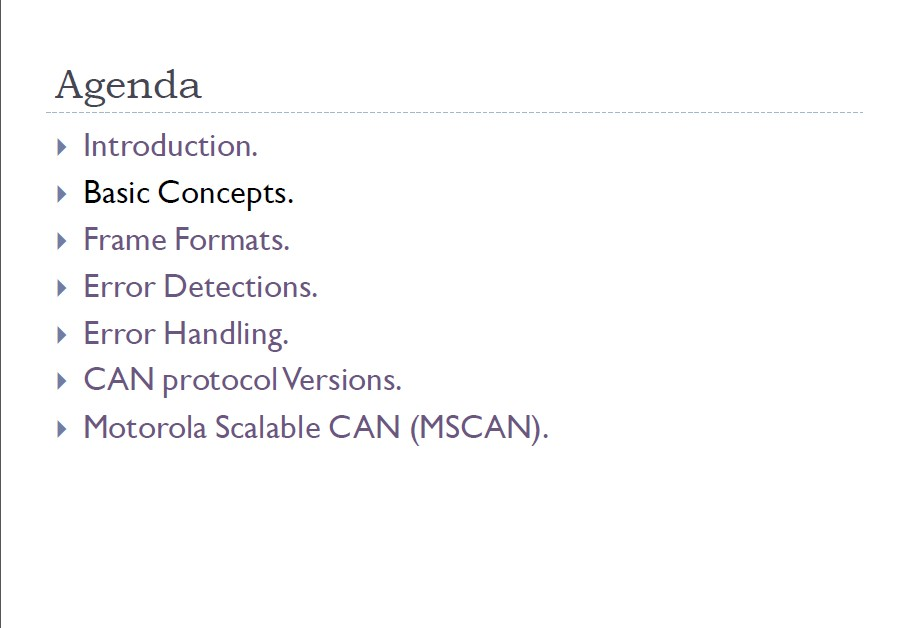 Agenda
Introduction.
Basic Concepts.
Frame Formats.
Error Detections.
Error Handling.
CAN protocol Versions.
Motorola Scalable CAN (MSCAN).